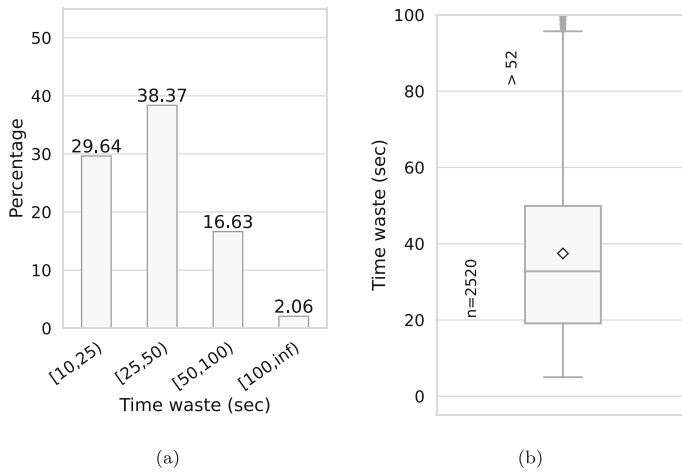 50
40
30
20
10
0
Percentage
29.64
38.37
16.63
2.06
[10,25)
[25,50)
[50,100)
[100,inf)
Time waste (sec)
(a)
100
80
60
40
20
0
Time waste (sec)
> 52
n=2520
(b)